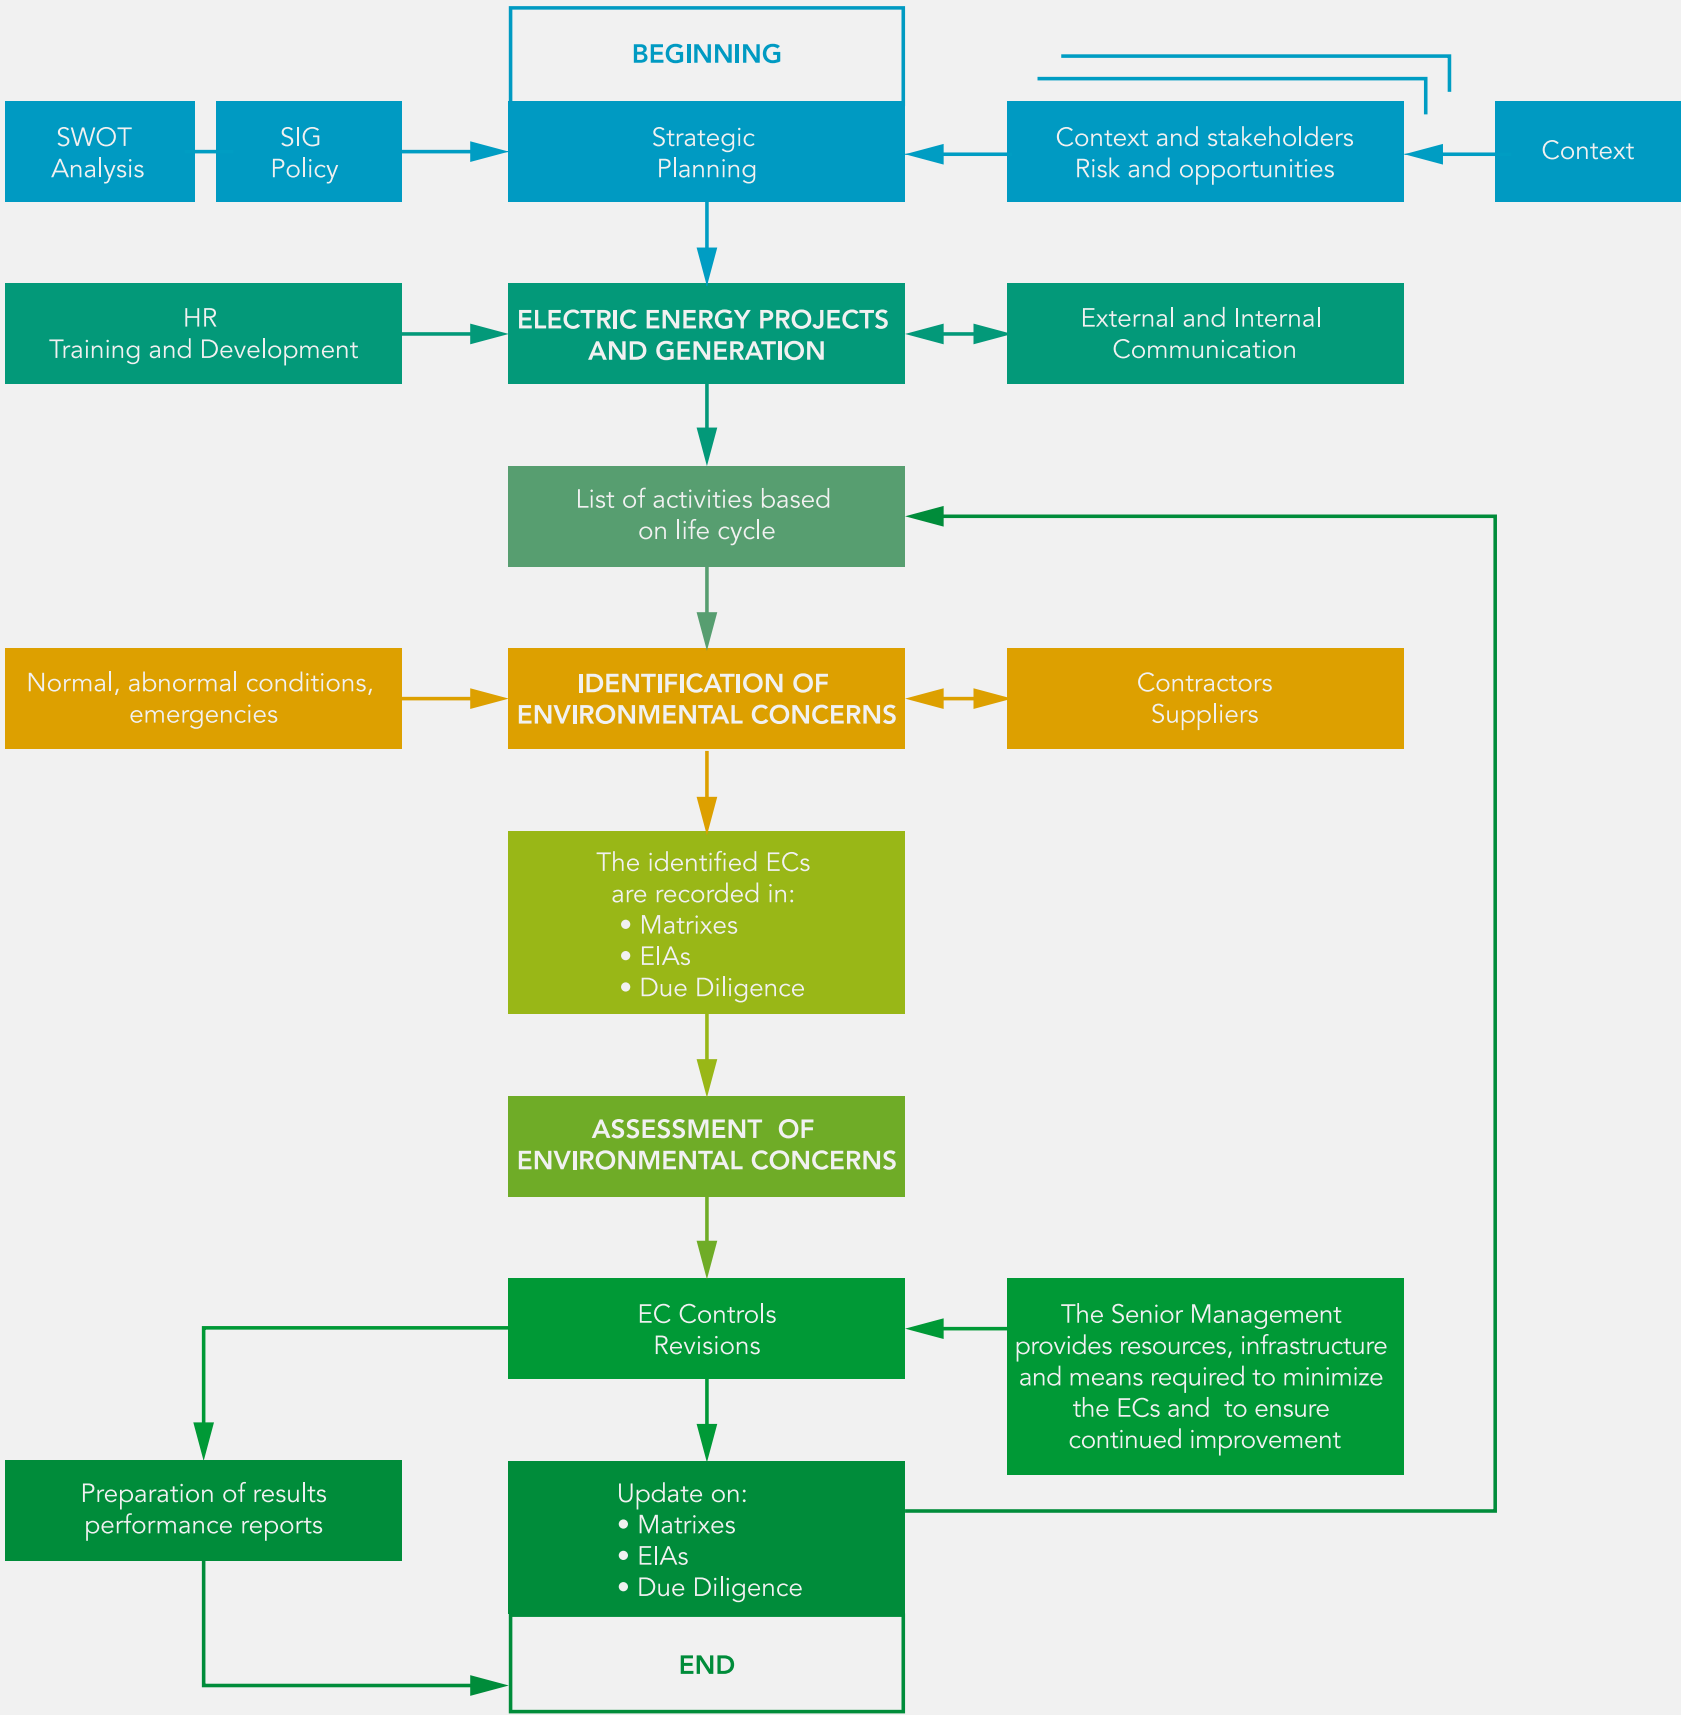 BEGINNING
SWOT
Analysis
SIG
Policy
Strategic
Planning
Context and stakeholders
Risk and opportunities
Context
HR
Training and Development
ELECTRIC ENERGY PROJECTS
AND GENERATION
External and Internal
Communication
List of activities based
on life cycle
Normal, abnormal conditions,
emergencies
IDENTIFICATION OF
ENVIRONMENTAL CONCERNS
Contractors
Suppliers
The identified ECs
are recorded in:
• Matrixes
• EIAs
• Due Diligence
ASSESSMENT OF
ENVIRONMENTAL CONCERNS
EC Controls
Revisions
The Senior Management
provides resources, infrastructure
and means required to minimize
the ECs and to ensure
continued improvement
Preparation of results
performance reports
Update on:
• Matrixes
• EIAs
• Due Diligence
END